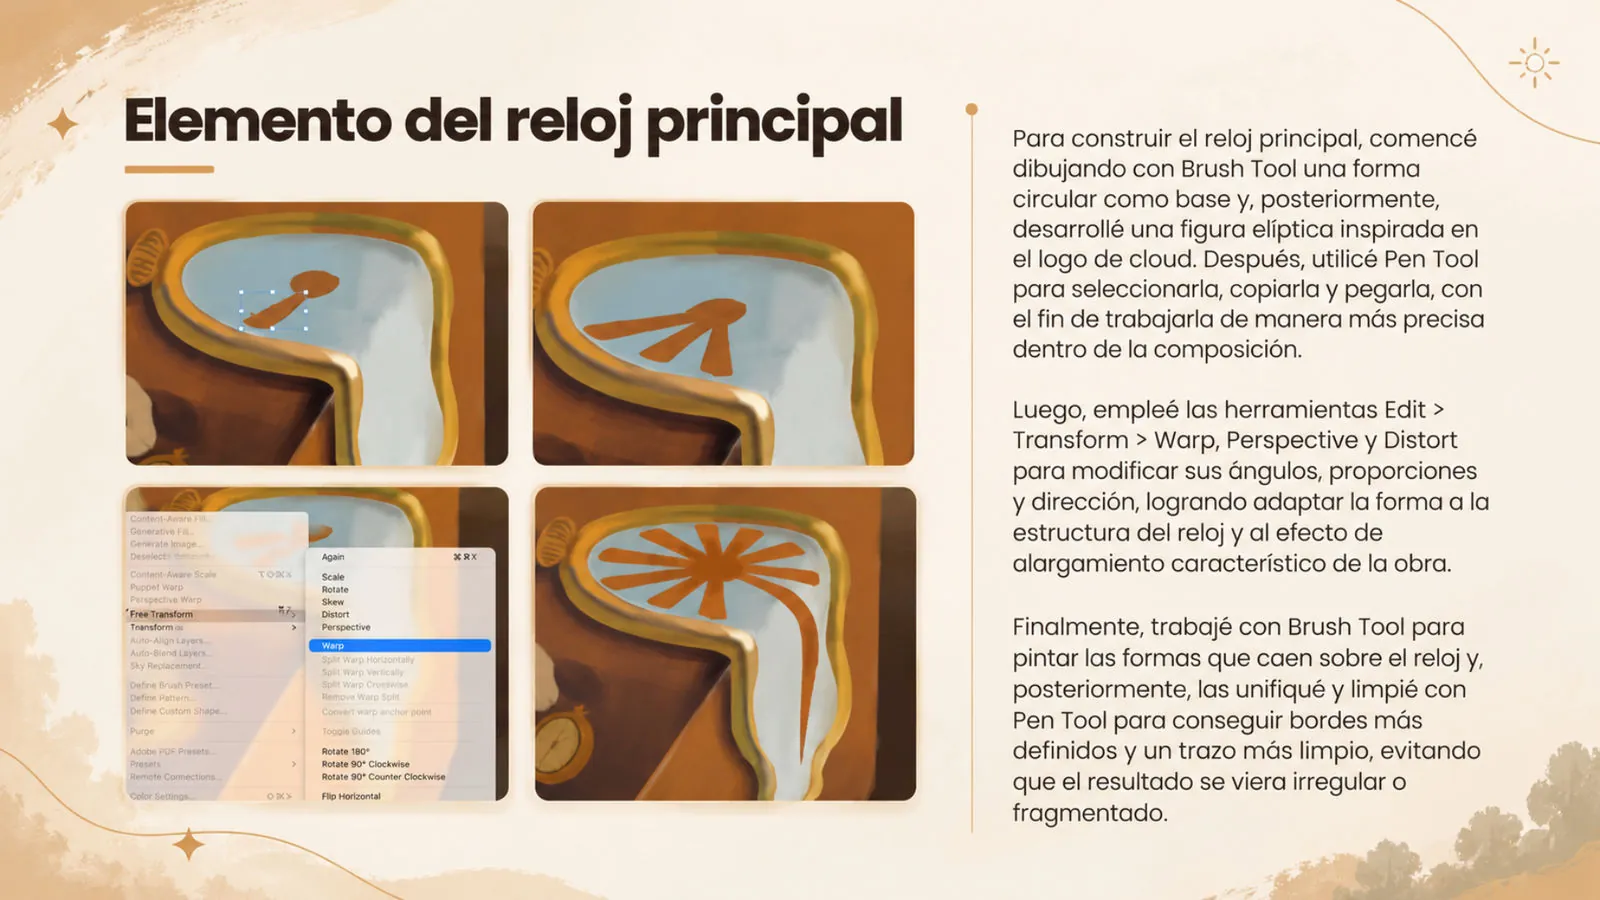 Elemento del reloj principal
Content-Aware Fill...
Generative Fill...
Generate Image...
Deselect
Content-Aware Scale
Puppet Warp
Perspective Warp
Free Transform
Transform
Auto-Align Layers...
Auto-Blend Layers...
Sky Replacement...
Define Brush Preset...
Define Pattern...
Define Custom Shape...
Purge
Adobe PDF Presets...
Presets
Remote Connections...
Color Settings...
Again
Scale
Rotate
Skew
Distort
Perspective
Warp
Split Warp Horizontally
Split Warp Vertically
Split Warp Crosswise
Remove Warp Split
Convert warp anchor point
Toggle Guides
Rotate 180°
Rotate 90° Clockwise
Rotate 90° Counter Clockwise
Flip Horizontal
Para construir el reloj principal, comencé
dibujando con Brush Tool una forma
circular como base y, posteriormente,
desarrollé una figura elíptica inspirada en
el logo de cloud. Después, utilicé Pen Tool
para seleccionarla, copiarla y pegarla, con
el fin de trabajarla de manera más precisa
dentro de la composición.
Luego, empleé las herramientas Edit >
Transform > Warp, Perspective y Distort
para modificar sus ángulos, proporciones
y dirección, logrando adaptar la forma a la
estructura del reloj y al efecto de
alargamiento característico de la obra.
Finalmente, trabajé con Brush Tool para
pintar las formas que caen sobre el reloj y,
posteriormente, las unifiqué y limpié con
Pen Tool para conseguir bordes más
definidos y un trazo más limpio, evitando
que el resultado se viera irregular o
fragmentado.